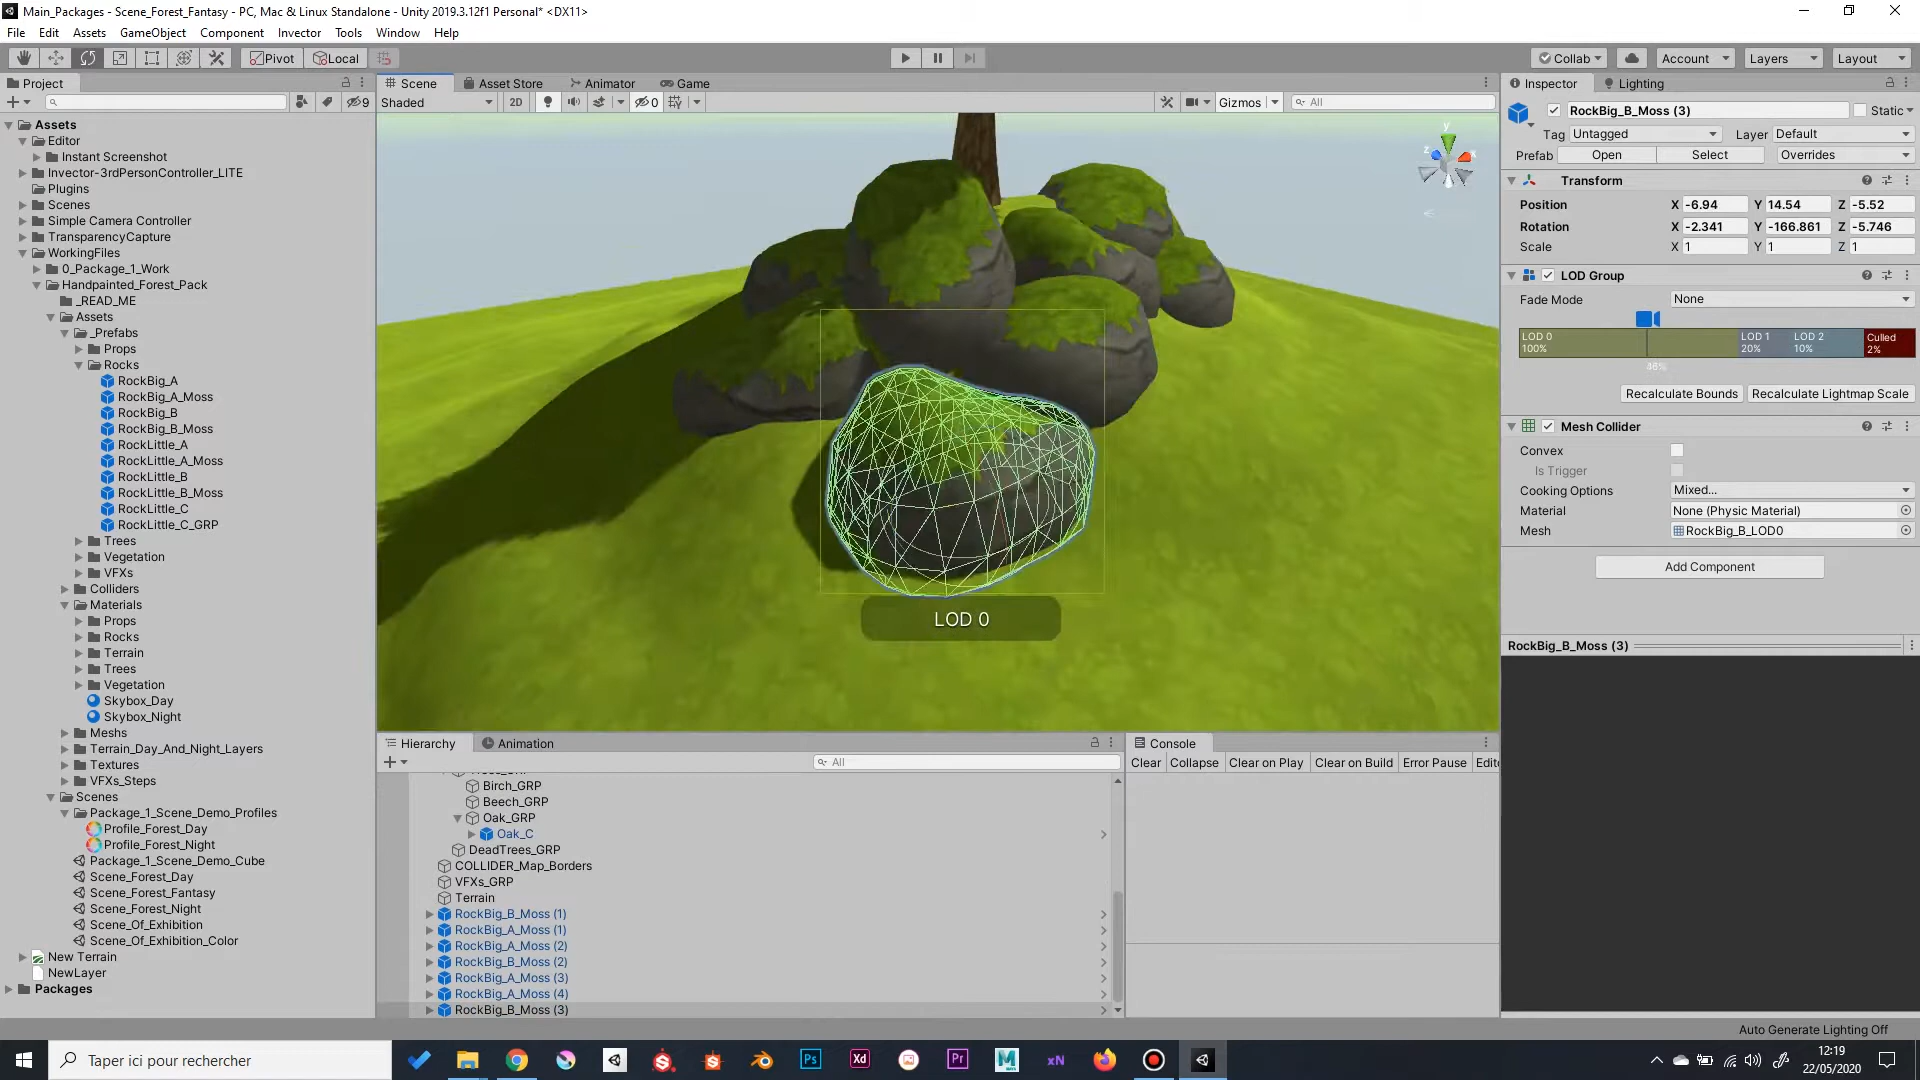 Main_Packages - Scene_Forest_Fantasy - PC, Mac & Linux Standalone - Unity 2019.3.12f1 Personal* <DX11>
File Edit Assets GameObject Component Invector Tools Window Help
Pivot Local Collab Account Layers Layout
Project
9
Assets
Editor
Instant Screenshot
Invector-3rdPersonController_LITE
Plugins
Scenes
Simple Camera Controller
TransparencyCapture
WorkingFiles
0_Package_1_Work
Handpainted_Forest_Pack
_READ_ME
Assets
_Prefabs
Props
Rocks
RockBig_A
RockBig_A_Moss
RockBig_B
RockBig_B_Moss
RockLittle_A
RockLittle_A_Moss
RockLittle_B
RockLittle_B_Moss
RockLittle_C
RockLittle_C_GRP
Trees
Vegetation
VFXs
Colliders
Materials
Props
Rocks
Terrain
Trees
Vegetation
Skybox_Day
Skybox_Night
Meshs
Terrain_Day_And_Night_Layers
Textures
VFXs_Steps
Scenes
Package_1_Scene_Demo_Profiles
Profile_Forest_Day
Profile_Forest_Night
Package_1_Scene_Demo_Cube
Scene_Forest_Day
Scene_Forest_Fantasy
Scene_Forest_Night
Scene_Of_Exhibition
Scene_Of_Exhibition_Color
New Terrain
NewLayer
Packages
Scene Asset Store Animator Game
Shaded 2D 0 Gizmos All
y
z x
LOD 0
Hierarchy Animation
All
Birch_GRP
Beech_GRP
Oak_GRP
Oak_C
DeadTrees_GRP
COLLIDER_Map_Borders
VFXs_GRP
Terrain
RockBig_B_Moss (1)
RockBig_A_Moss (1)
RockBig_A_Moss (2)
RockBig_B_Moss (2)
RockBig_A_Moss (3)
RockBig_A_Moss (4)
RockBig_B_Moss (3)
Console
Clear Collapse Clear on Play Clear on Build Error Pause Edit
Inspector Lighting
RockBig_B_Moss (3) Static
Tag Untagged Layer Default
Prefab Open Select Overrides
Transform
Position X -6.94 Y 14.54 Z -5.52
Rotation X -2.341 Y -166.861 Z -5.746
Scale X 1 Y 1 Z 1
LOD Group
Fade Mode None
LOD 0 LOD 1 LOD 2 Culled
100% 20% 10% 2%
46%
Recalculate Bounds Recalculate Lightmap Scale
Mesh Collider
Convex
Is Trigger
Cooking Options Mixed...
Material None (Physic Material)
Mesh RockBig_B_LOD0
Add Component
RockBig_B_Moss (3)
Auto Generate Lighting Off
Taper ici pour rechercher
Ps Xd Pr M xN
12:19
22/05/2020